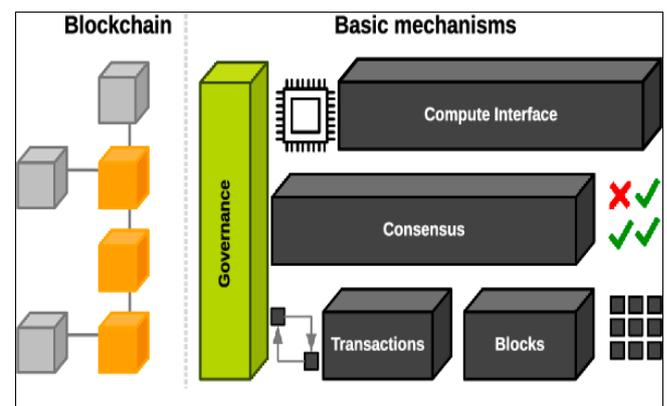 Blockchain
Basic mechanisms
Compute Interface
Governance
Consensus
Transactions
Blocks